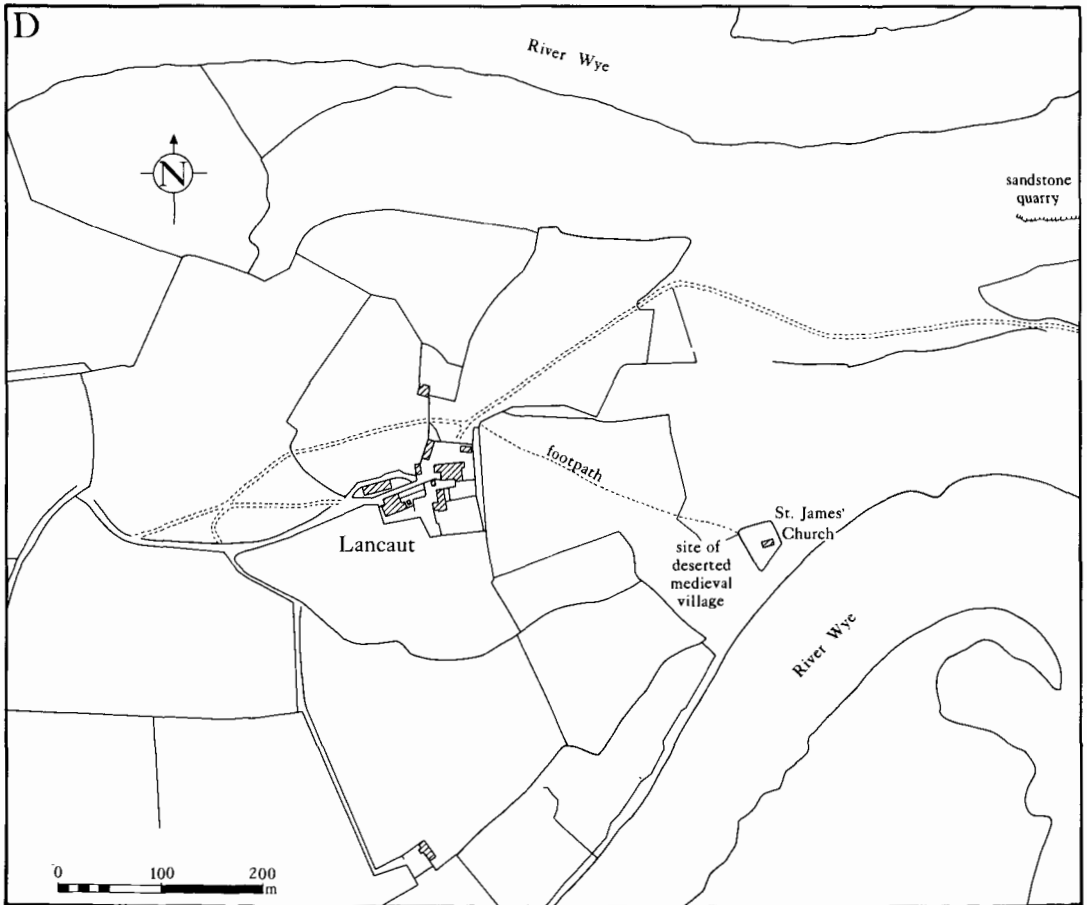 D
River Wye
N
sandstone
quarry
footpath
St. James'
Church
Lancaut
site of
deserted
medieval
village
River Wye
0 100 200
m